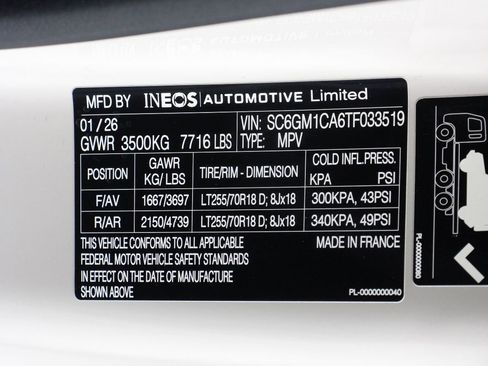 MFD BY INEOS AUTOMOTIVE Limited
01/26 VIN: SC6GM1CA6TF033519
GVWR 3500KG 7716 LBS TYPE: MPV
GAWR KG/ LBS TIRE/RIM - DIMENSION COLD INFL. PRESS. KPA PSI
F/AV 1667/3697 LT255/70R18 D; 8Jx18 300KPA, 43PSI
R/AR 2150/4739 LT255/70R18 D; 8Jx18 340KPA, 49PSI
THIS VEHICLE CONFORMS TO ALL APPLICABLE MADE IN FRANCE
FEDERAL MOTOR VEHICLE SAFETY STANDARDS
IN EFFECT ON THE DATE OF MANUFACTURE
SHOWN ABOVE PL-0000000040
PL-0000000080